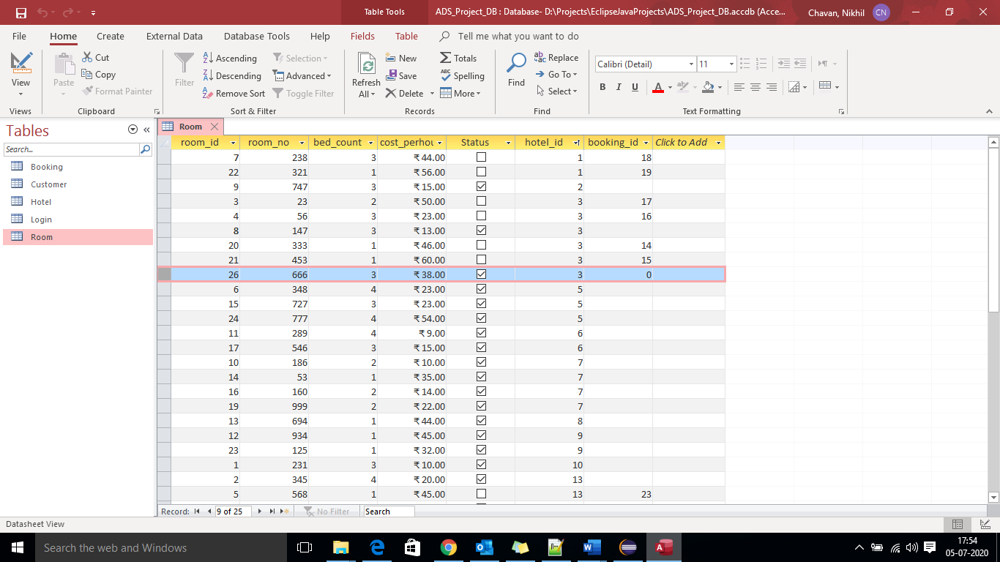 Table Tools
ADS_Project_DB : Database- D:\Projects\EclipseJavaProjects\ADS_Project_DB.accdb (Acce...
Chavan, Nikhil
CN
File Home Create External Data Database Tools Help Fields Table Tell me what you want to do
View
Views
Paste
Cut
Copy
Format Painter
Clipboard
Filter
Ascending
Descending
Remove Sort
Selection
Advanced
Toggle Filter
Sort & Filter
Refresh
All
New
Save
Delete
Totals
Spelling
More
Records
Find
Replace
Go To
Select
Find
Calibri (Detail) 11
B I U A
Text Formatting
Tables
Search...
Booking
Customer
Hotel
Login
Room
Room
room_id room_no bed_count cost_perhou Status hotel_id booking_id Click to Add
7 238 3 ₹ 44.00 1 18
22 321 1 ₹ 56.00 1 19
9 747 3 ₹ 15.00 2
3 23 2 ₹ 50.00 3 17
4 56 3 ₹ 23.00 3 16
8 147 3 ₹ 13.00 3
20 333 1 ₹ 46.00 3 14
21 453 1 ₹ 60.00 3 15
26 666 3 ₹ 38.00 3 0
6 348 4 ₹ 23.00 5
15 727 3 ₹ 23.00 5
24 777 4 ₹ 54.00 5
11 289 4 ₹ 9.00 6
17 546 3 ₹ 15.00 6
10 186 2 ₹ 10.00 7
14 53 1 ₹ 35.00 7
16 160 2 ₹ 14.00 7
19 999 2 ₹ 22.00 7
13 694 1 ₹ 44.00 8
12 934 1 ₹ 45.00 9
23 125 1 ₹ 32.00 9
1 231 3 ₹ 10.00 10
2 345 4 ₹ 20.00 13
5 568 1 ₹ 45.00 13 23
Record: 9 of 25 No Filter Search
Datasheet View
Search the web and Windows
17:54
05-07-2020